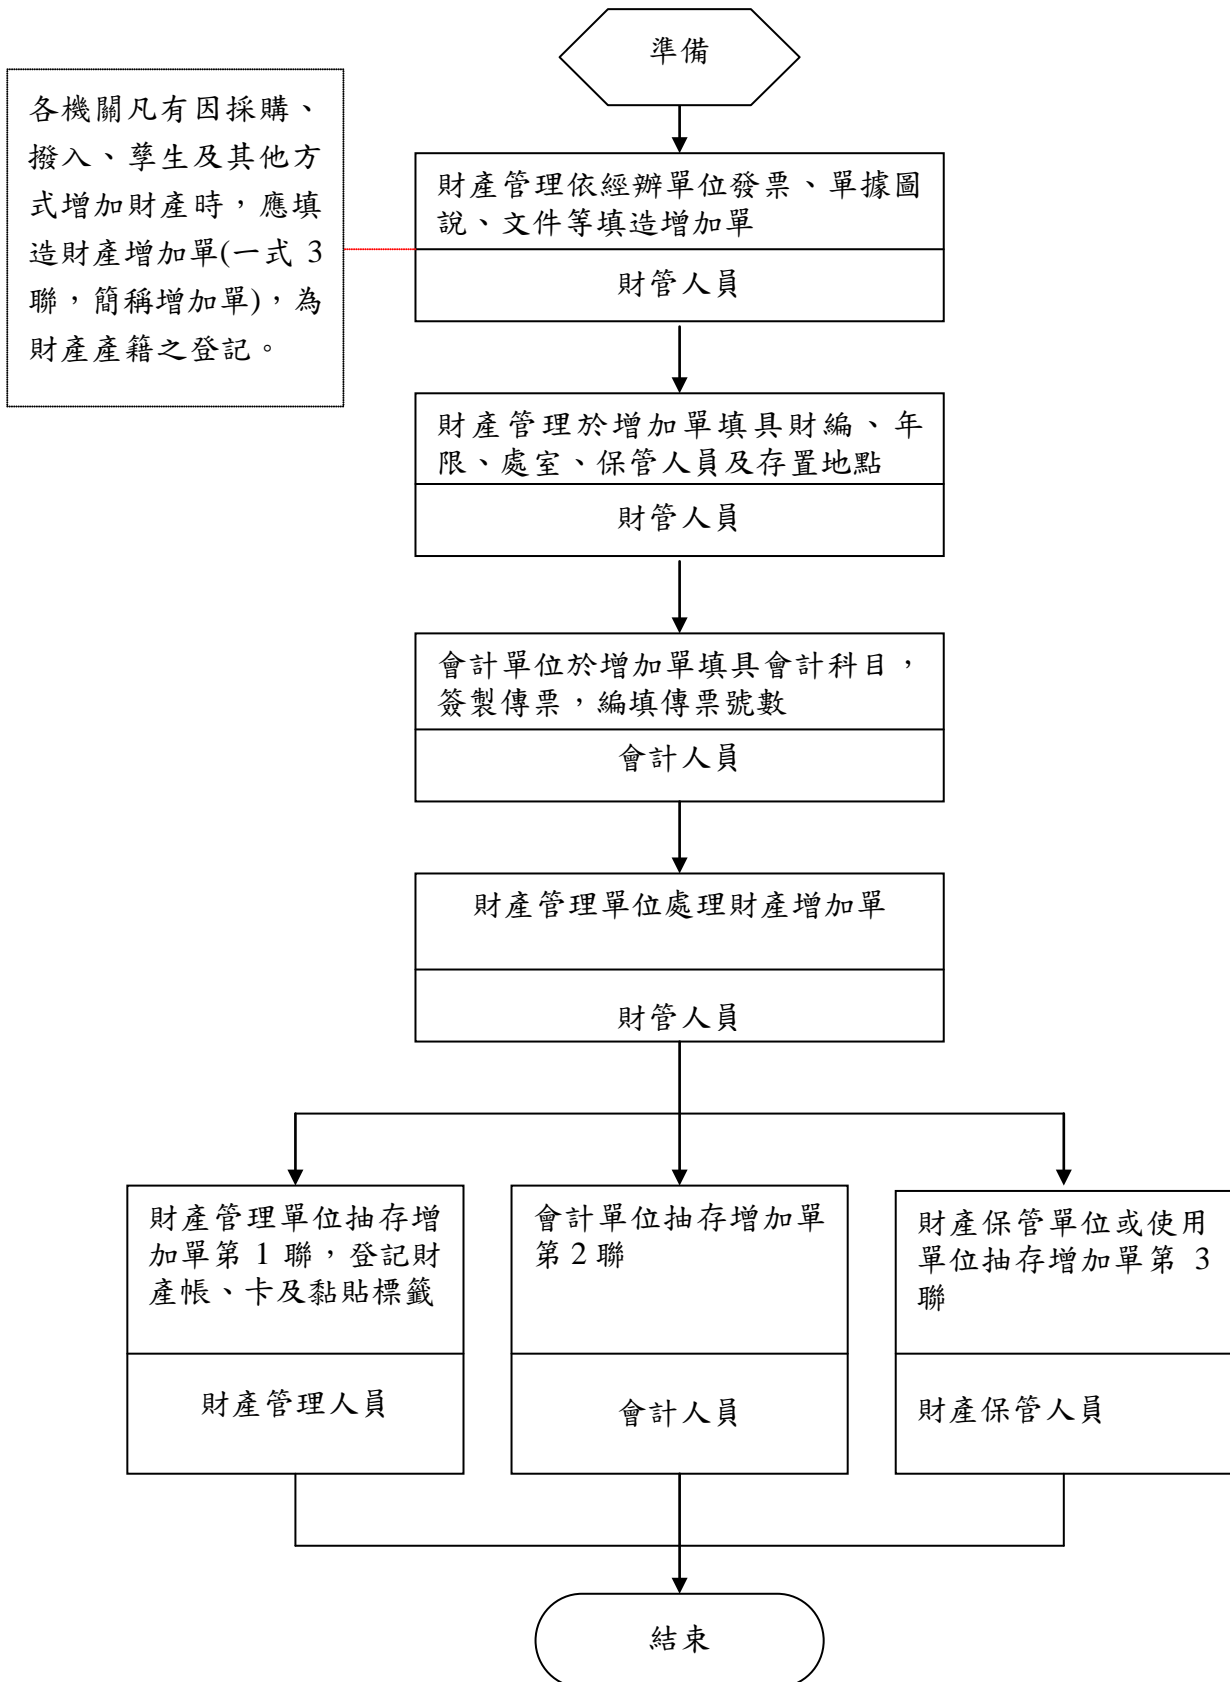 準備
各機關凡有因採購、
撥入、孳生及其他方
式增加財產時，應填
造財產增加單(一式 3
聯，簡稱增加單)，為
財產產籍之登記。
財產管理依經辦單位發票、單據圖
說、文件等填造增加單
財管人員
財產管理於增加單填具財編、年
限、處室、保管人員及存置地點
財管人員
會計單位於增加單填具會計科目，
簽製傳票，編填傳票號數
會計人員
財產管理單位處理財產增加單
財管人員
財產管理單位抽存增
加單第 1 聯，登記財
產帳、卡及黏貼標籤
財產管理人員
會計單位抽存增加單
第 2 聯
會計人員
財產保管單位或使用
單位抽存增加單第 3
聯
財產保管人員
結束